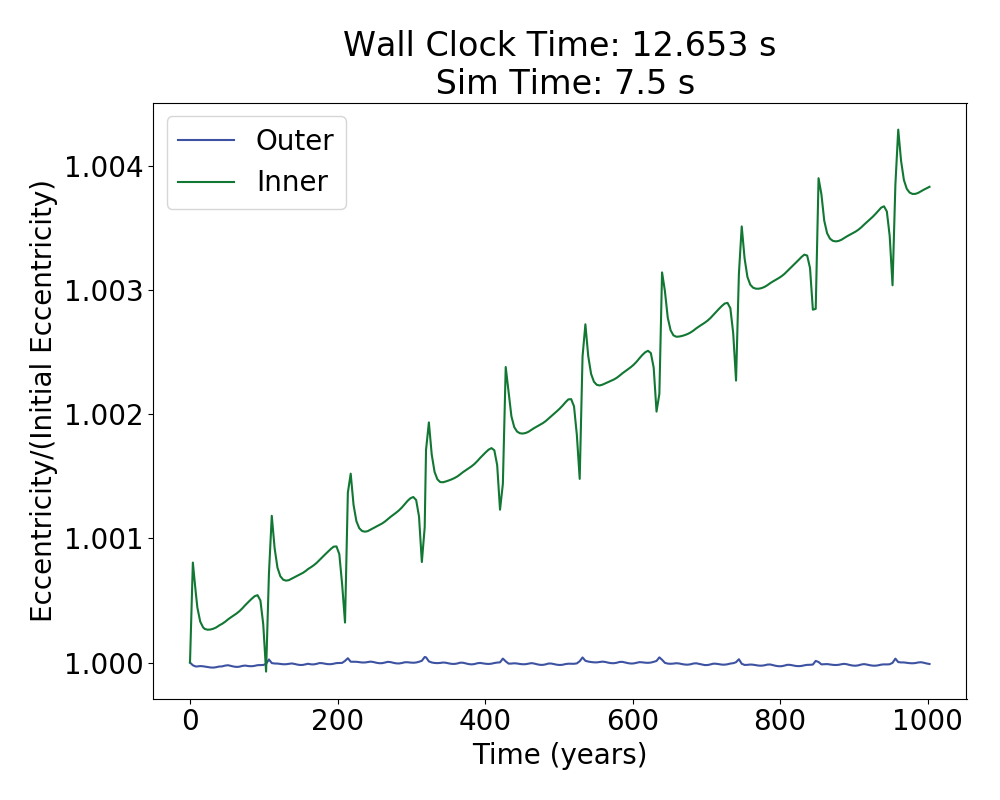 Wall Clock Time: 12.653 s
Sim Time: 7.5 s
Outer
Inner
Eccentricity/(Initial Eccentricity)
1.004
1.003
1.002
1.001
1.000
0 200 400 600 800 1000
Time (years)